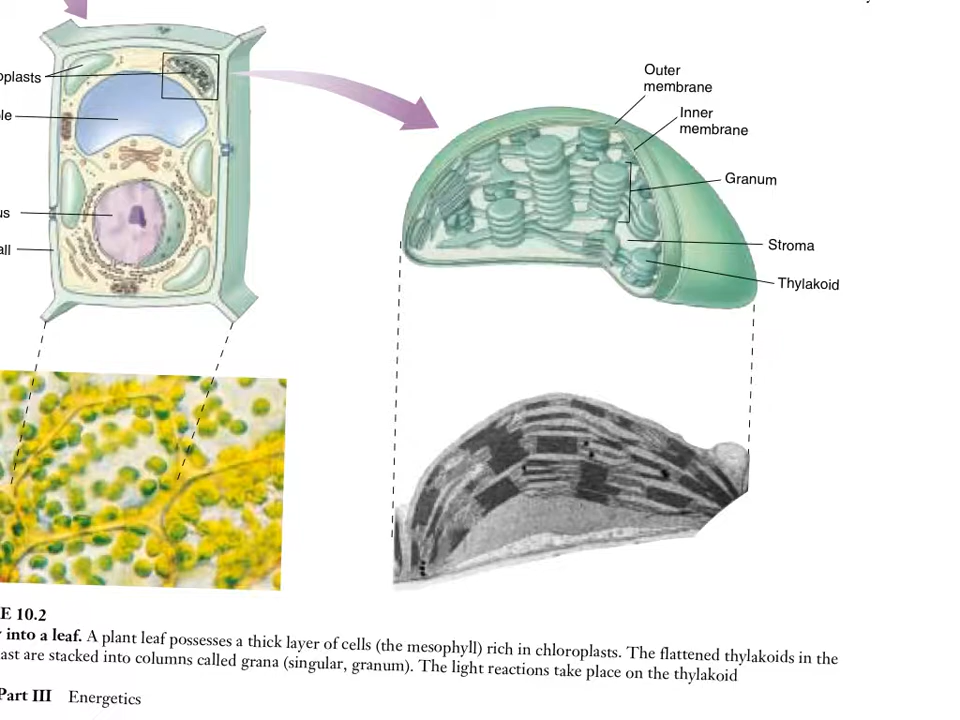 Outer
membrane
Inner
membrane
Granum
Stroma
Thylakoid
oplasts
le
us
all
E 10.2
into a leaf. A plant leaf possesses a thick layer of cells (the mesophyll) rich in chloroplasts. The flattened thylakoids in the
ast are stacked into columns called grana (singular, granum). The light reactions take place on the thylakoid
Part III Energetics